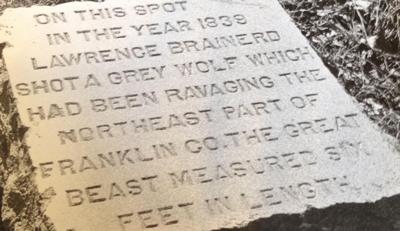 ON THIS SPOT
IN THE YEAR 1839
LAWRENCE BRAINERD
SHOT A GREY WOLF WHICH
HAD BEEN RAVAGING THE
NORTHEAST PART OF
FRANKLIN CO. THE GREAT
BEAST MEASURED SIX
FEET IN LENGTH